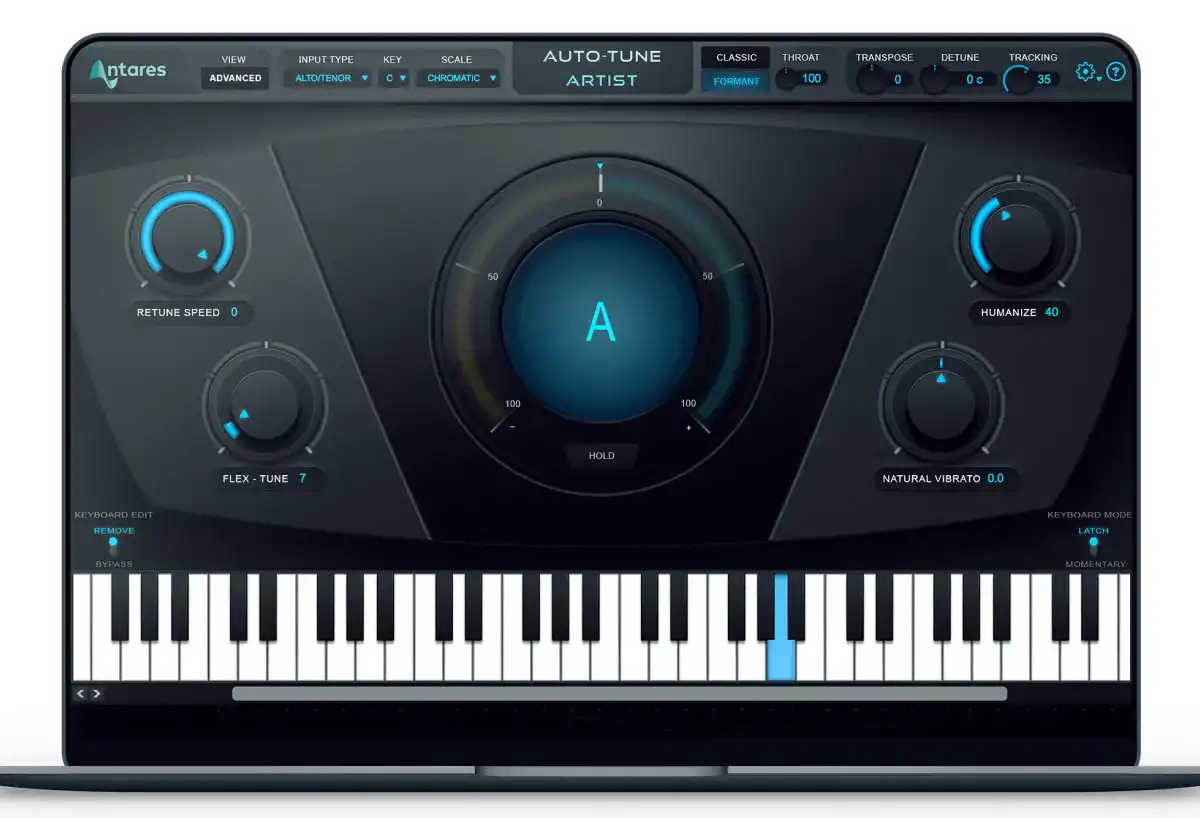 Antares
VIEW
ADVANCED
INPUT TYPE
ALTO/TENOR
KEY
C
SCALE
CHROMATIC
AUTO-TUNE
ARTIST
CLASSIC
FORMANT
THROAT
100
TRANSPOSE
0
DETUNE
0 c
TRACKING
35
?
0
50
50
100
100
-
+
A
HOLD
RETUNE SPEED 0
HUMANIZE 40
FLEX - TUNE 7
NATURAL VIBRATO 0.0
KEYBOARD EDIT
REMOVE
BYPASS
KEYBOARD MODE
LATCH
MOMENTARY
< >